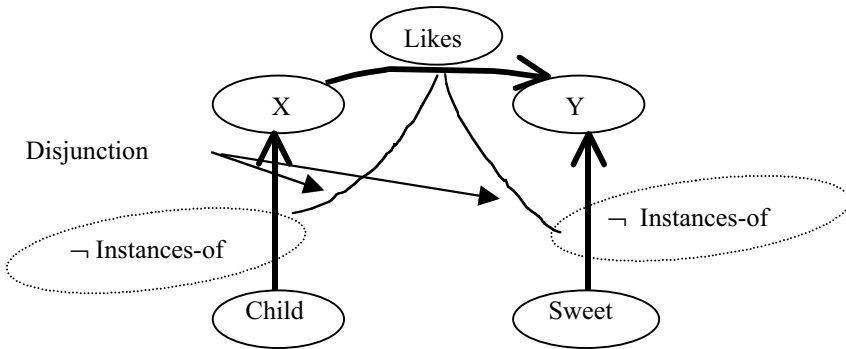 Likes
X
Y
Disjunction
¬ Instances-of
¬ Instances-of
Child
Sweet